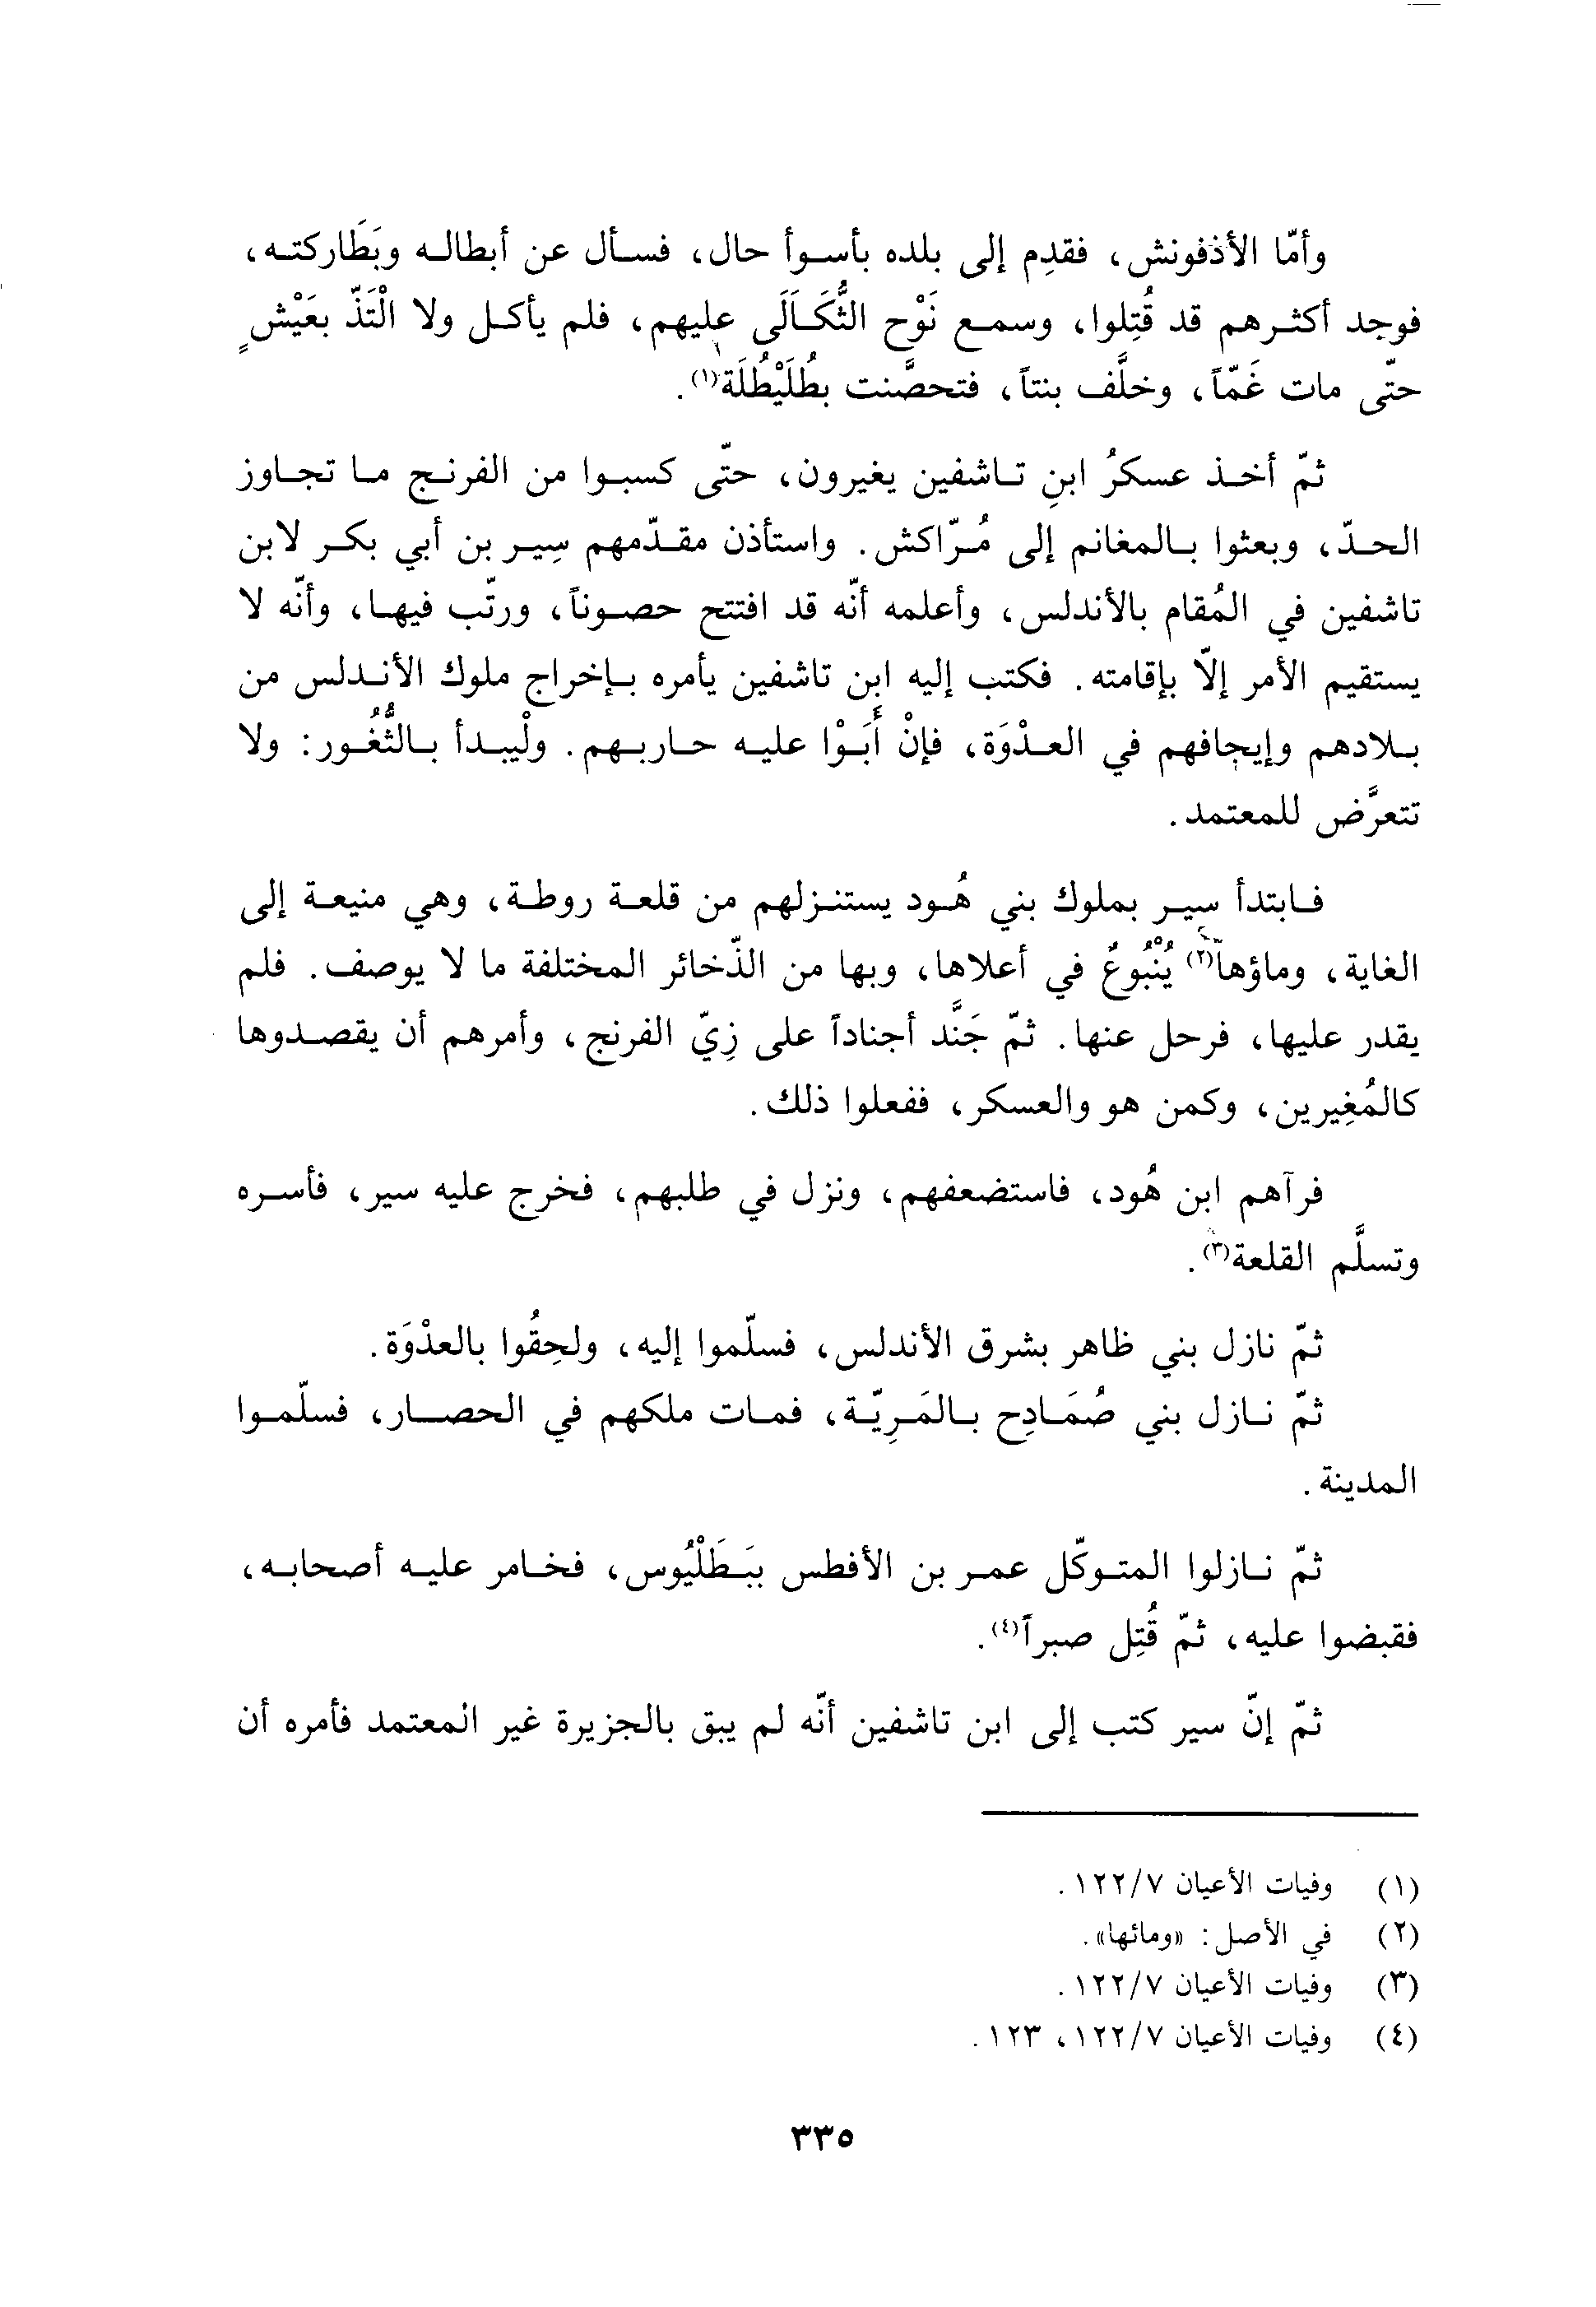 وأمّا الأذفونش، فقدِم إلى بلده بأسوأ حال، فسأل عن أبطاله وبَطَاركته،
فوجد أكثرهم قد قُتِلوا، وسمع نَوْح الثُّكَالَى عليهم، فلم يأكل ولا الْتَذّ بعَيْشٍ
حتّى مات غَمّاً، وخلَّف بنتاً، فتحصَّنت بطُلَيْطُلَة(١).
ثمّ أخذ عسكرُ ابنِ تاشفين يغيرون، حتّى كسبوا من الفرنج ما تجاوز
الحدّ، وبعثوا بالمغانم إلى مُرّاكش. واستأذن مقدّمهم سِير بن أبي بكر لابن
تاشفين في المُقام بالأندلس، وأعلمه أنّه قد افتتح حصوناً، ورتّب فيها، وأنّه لا
يستقيم الأمر إلّا بإقامته. فكتب إليه ابن تاشفين يأمره بإخراج ملوك الأندلس من
بلادهم وإيجافهم في العدْوَة، فإنْ أَبَوْا عليه حاربهم. ولْيبدأ بالثُّغُور: ولا
تتعرَّض للمعتمد.
فابتدأ سِير بملوك بني هُود يستنزلهم من قلعة روطة، وهي منيعة إلى
الغاية، وماؤها(٢) يُنْبُوعٌ في أعلاها، وبها من الذّخائر المختلفة ما لا يوصف. فلم
يقدر عليها، فرحل عنها. ثمّ جَنَّد أجناداً على زِيّ الفرنج، وأمرهم أن يقصدوها
كالمُغِيرين، وكمن هو والعسكر، ففعلوا ذلك.
فرآهم ابن هُود، فاستضعفهم، ونزل في طلبهم، فخرج عليه سير، فأسره
وتسلَّم القلعة(٣).
ثمّ نازل بني ظاهر بشرق الأندلس، فسلّموا إليه، ولحِقُوا بالعدْوَة.
ثمّ نازل بني صُمَادِح بالمَرِيّة، فمات ملكهم في الحصار، فسلّموا
المدينة.
ثمّ نازلوا المتوكّل عمر بن الأفطس ببَطَلْيُوس، فخامر عليه أصحابه،
فقبضوا عليه، ثمّ قُتِل صبراً(٤).
ثمّ إنّ سير كتب إلى ابن تاشفين أنّه لم يبق بالجزيرة غير المعتمد فأمره أن
(١) وفيات الأعيان ١٢٢/٧.
(٢) في الأصل: «ومائها».
(٣) وفيات الأعيان ١٢٢/٧.
(٤) وفيات الأعيان ١٢٢/٧، ١٢٣.
٣٣٥